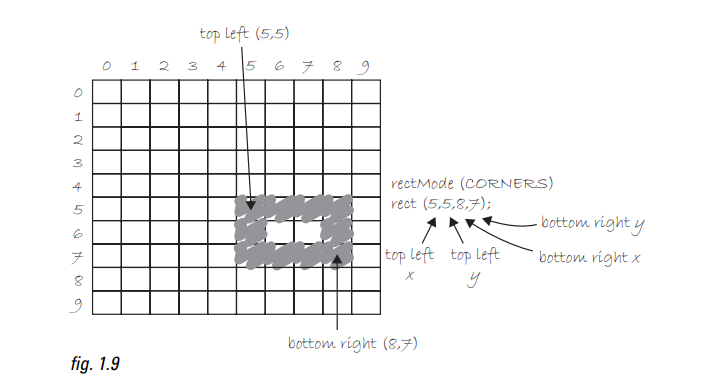 top left (5,5)
0 1 2 3 4 5 6 7 8 9
0
1
2
3
4
5
6
7
8
9
rectMode (CORNERS)
rect (5,5,8,7);
bottom right y
top left
x
top left
y
bottom right x
bottom right (8,7)
fig. 1.9